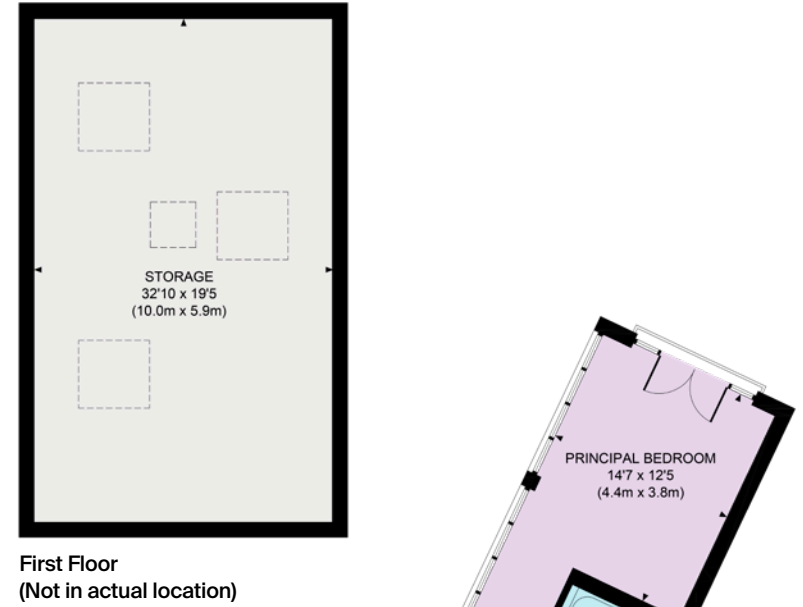 STORAGE
32'10 x 19'5
(10.0m x 5.9m)
PRINCIPAL BEDROOM
14'7 x 12'5
(4.4m x 3.8m)
First Floor
(Not in actual location)